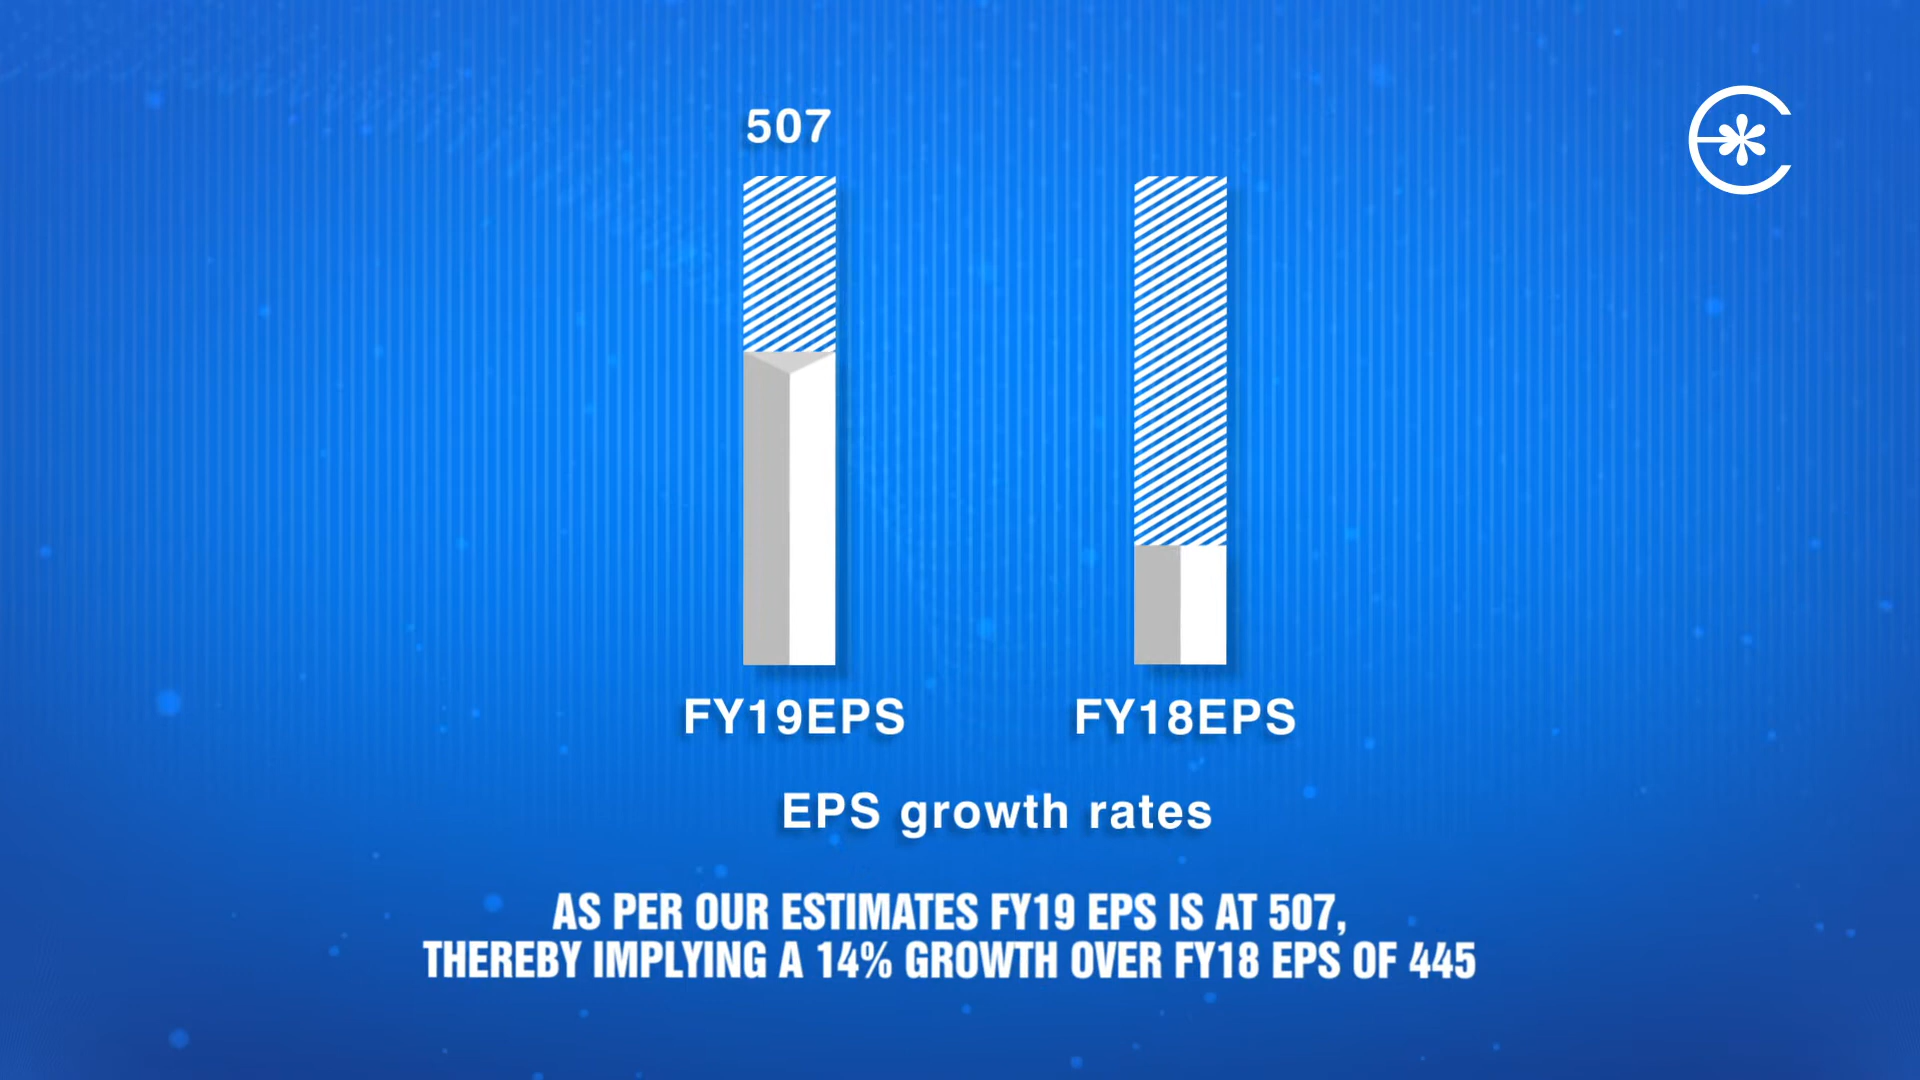 507
FY19EPS
FY18EPS
EPS growth rates
AS PER OUR ESTIMATES FY19 EPS IS AT 507,
THEREBY IMPLYING A 14% GROWTH OVER FY18 EPS OF 445